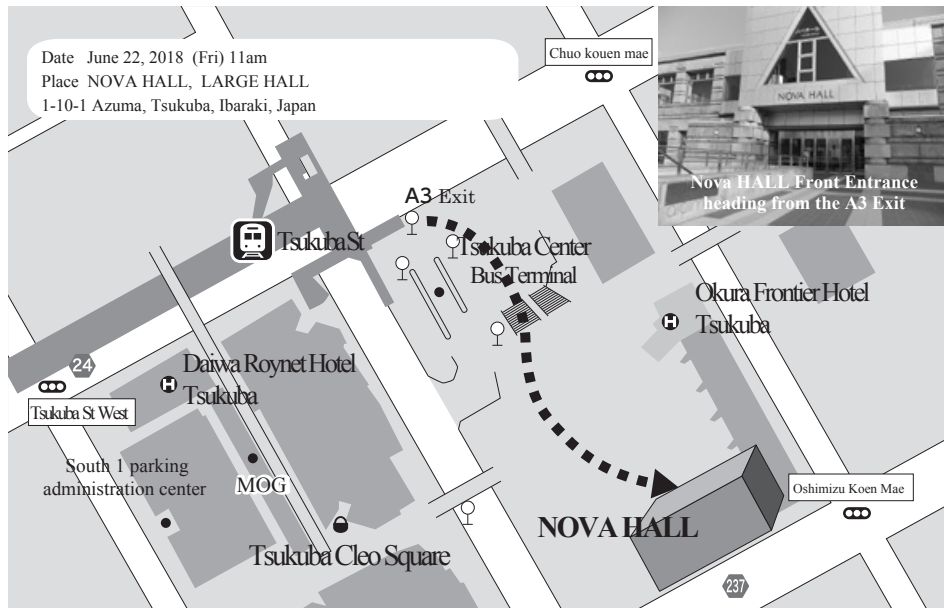 Date June 22, 2018 (Fri) 11am
Place NOVA HALL, LARGE HALL
1-10-1 Azuma, Tsukuba, Ibaraki, Japan
Chuo kouen mae
NOVA HALL
Nova HALL Front Entrance
heading from the A3 Exit
A3 Exit
Tsukuba St
Tsukuba Center
Bus Terminal
Okura Frontier Hotel
Tsukuba
H
24
Daiwa Roynet Hotel
Tsukuba
H
Tsukuba St West
South 1 parking
administration center
MOG
Oshimizu Koen Mae
NOVA HALL
Tsukuba Cleo Square
237